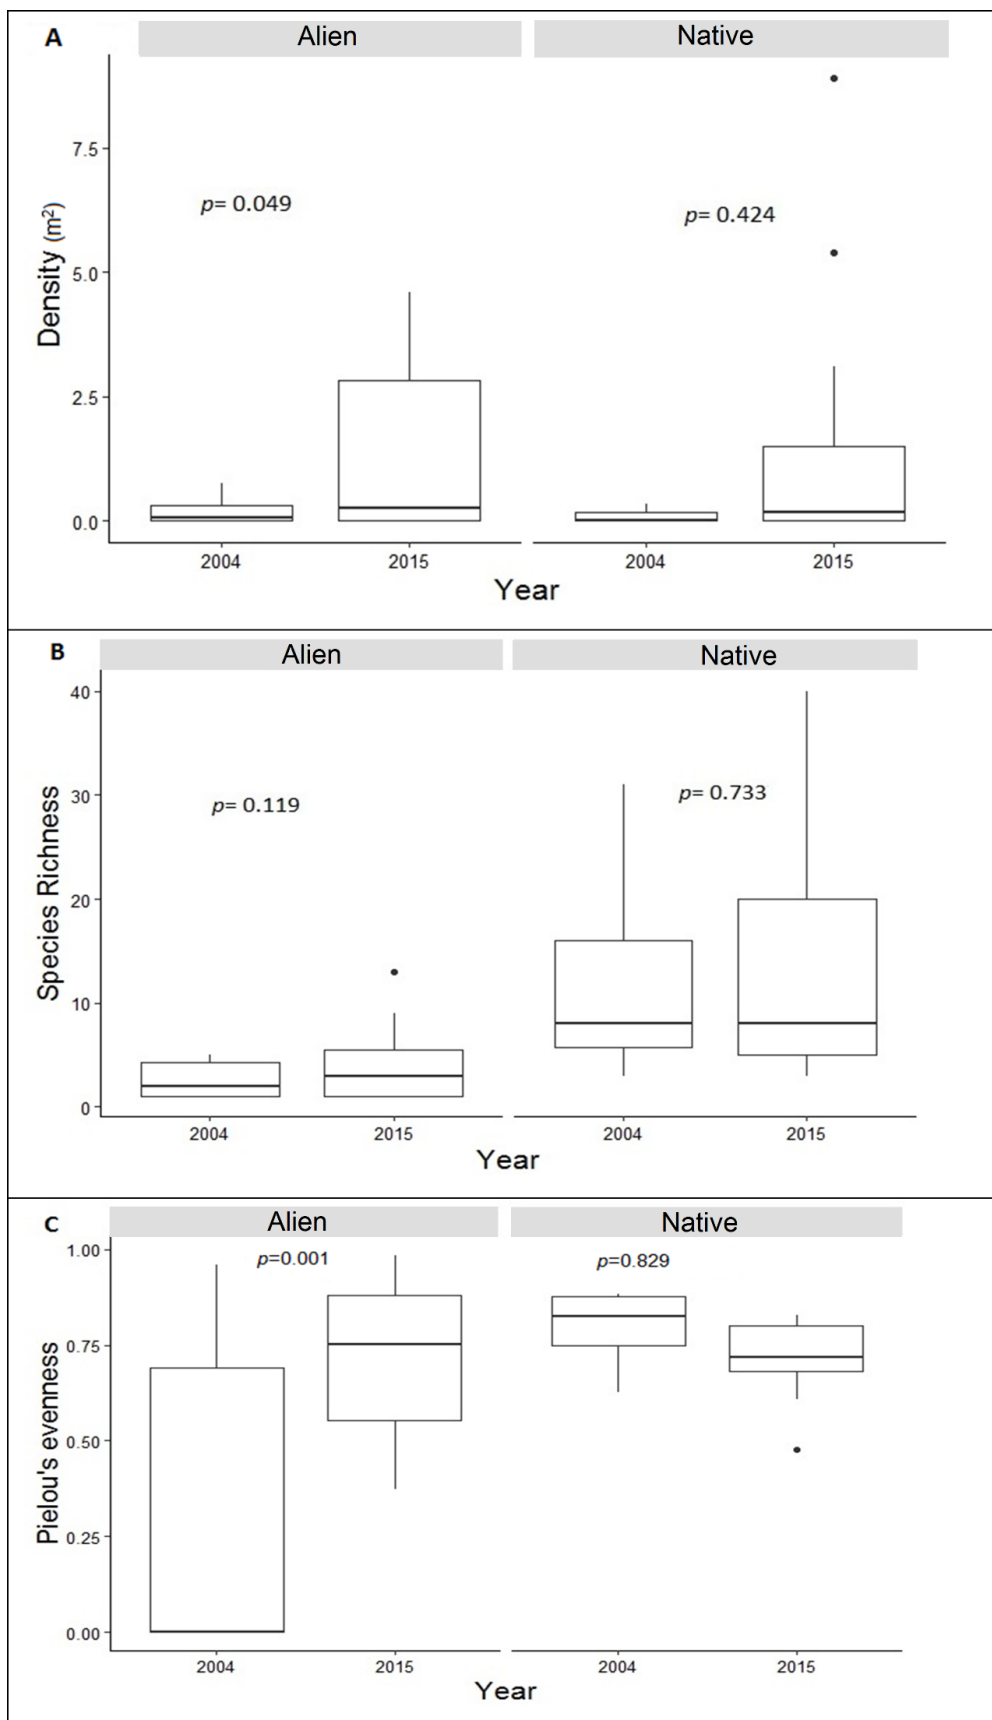 A
Alien
Native
Density (m²)
7.5
5.0
2.5
0.0
p= 0.049
p= 0.424
2004
2015
2004
2015
Year
B
Alien
Native
Species Richness
40
30
20
10
0
p= 0.119
p= 0.733
2004
2015
2004
2015
Year
C
Alien
Native
Pielou's evenness
1.00
0.75
0.50
0.25
0.00
p=0.001
p=0.829
2004
2015
2004
2015
Year